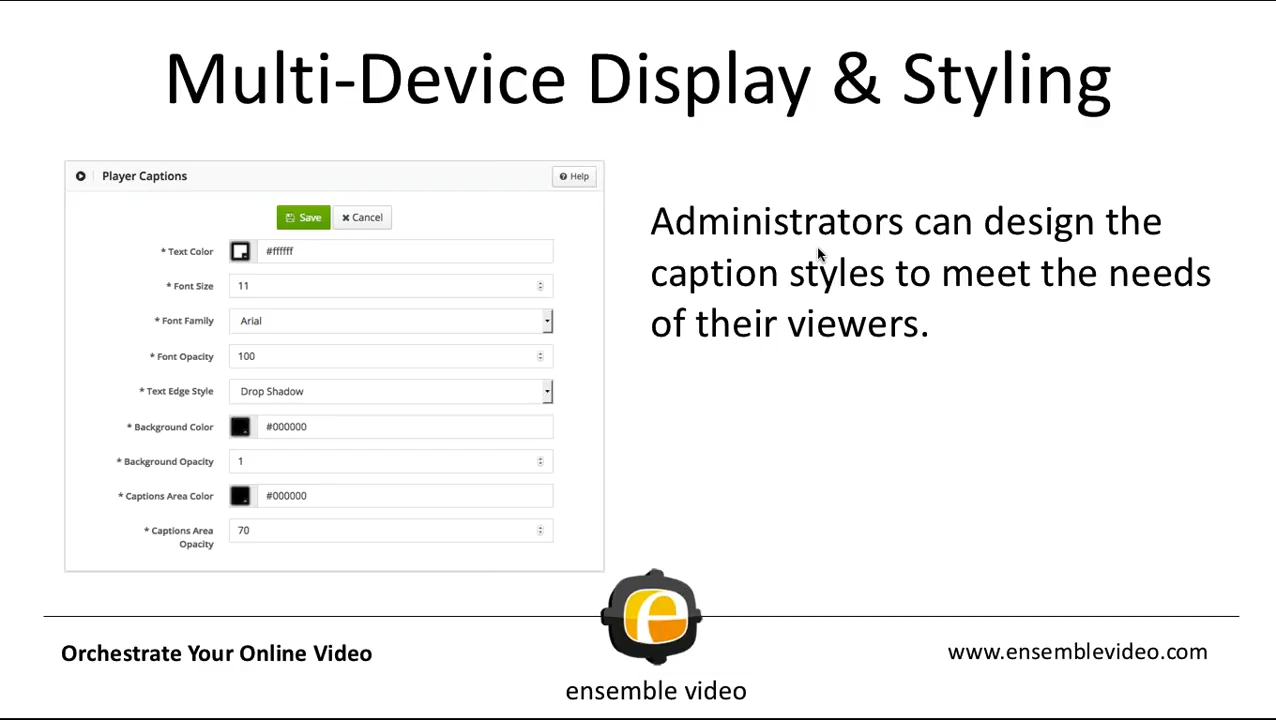 Multi-Device Display & Styling
Player Captions
Help
Save
Cancel
* Text Color
#ffffff
* Font Size
11
* Font Family
Arial
* Font Opacity
100
* Text Edge Style
Drop Shadow
* Background Color
#000000
* Background Opacity
1
* Captions Area Color
#000000
* Captions Area
Opacity
70
Administrators can design the
caption styles to meet the needs
of their viewers.
Orchestrate Your Online Video
e
ensemble video
www.ensemblevideo.com